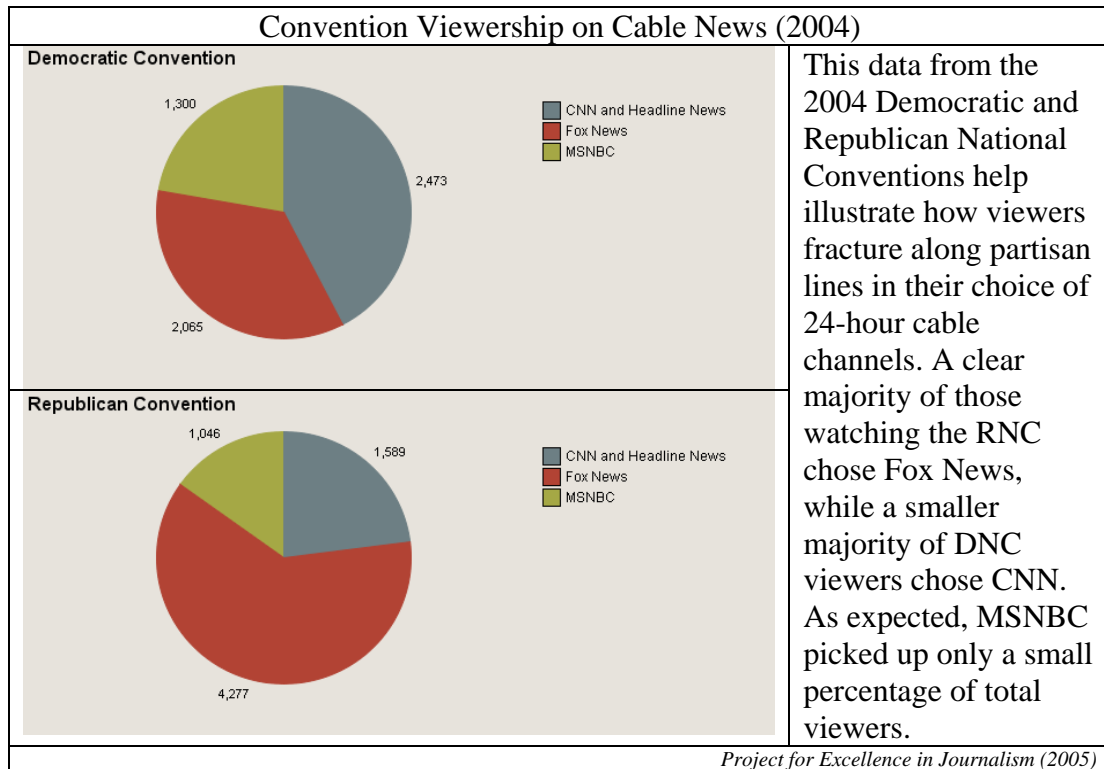 Convention Viewership on Cable News (2004)
Democratic Convention
1,300
CNN and Headline News
Fox News
MSNBC
2,473
2,065
Republican Convention
1,046
1,589
CNN and Headline News
Fox News
MSNBC
4,277
This data from the
2004 Democratic and
Republican National
Conventions help
illustrate how viewers
fracture along partisan
lines in their choice of
24-hour cable
channels. A clear
majority of those
watching the RNC
chose Fox News,
while a smaller
majority of DNC
viewers chose CNN.
As expected, MSNBC
picked up only a small
percentage of total
viewers.
Project for Excellence in Journalism (2005)